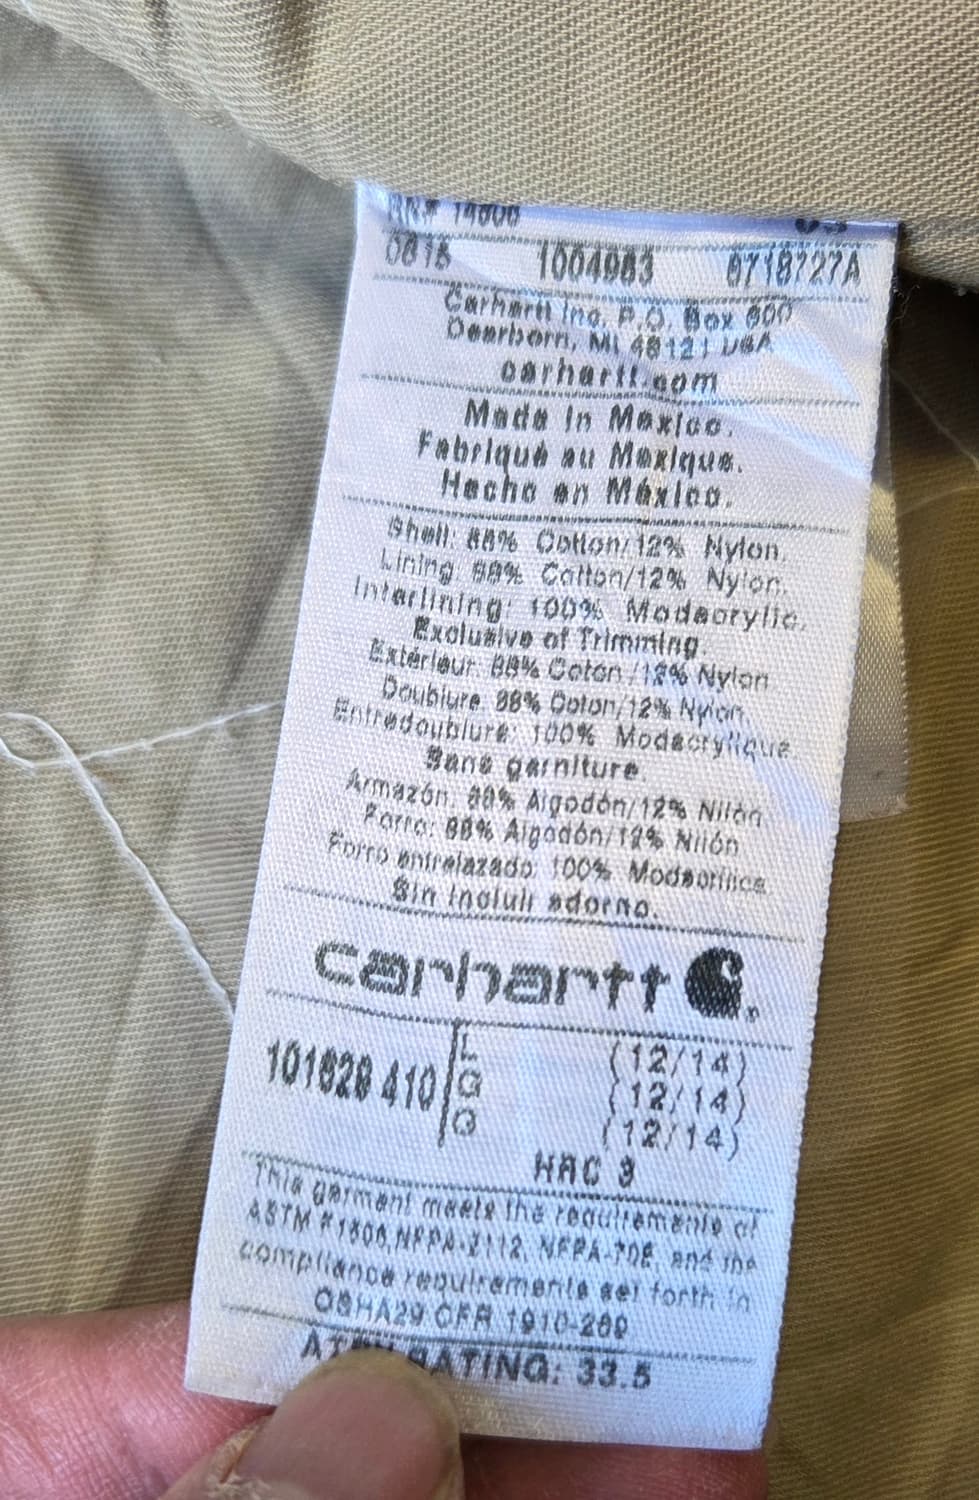 RN# 14806
0815 1004983 8718727A
Carhartt Inc. P.O. Box 600
Dearborn, MI 48121 USA
carhartt.com
Made in Mexico.
Fabriqué au Mexique.
Hecho en México.
Shell: 88% Cotton/12% Nylon.
Lining: 88% Cotton/12% Nylon.
Interlining: 100% Modacrylic.
Exclusive of Trimming.
Extérieur: 88% Coton/12% Nylon
Doublure: 88% Coton/12% Nylon.
Entredoublure: 100% Modacrylique
Sans garniture.
Armazón: 88% Algodón/12% Nilón
Forro: 88% Algodón/12% Nilón
Forro entrelazado: 100% Modacrílica
Sin incluir adorno.
carhartt
101629 410 L (12/14)
G (12/14)
G (12/14)
HRC 3
This garment meets the requirements of
ASTM F1506, NFPA-2112, NFPA-70E, and the
compliance requirements set forth in
OSHA29 CFR 1910-269
RATING: 33.5